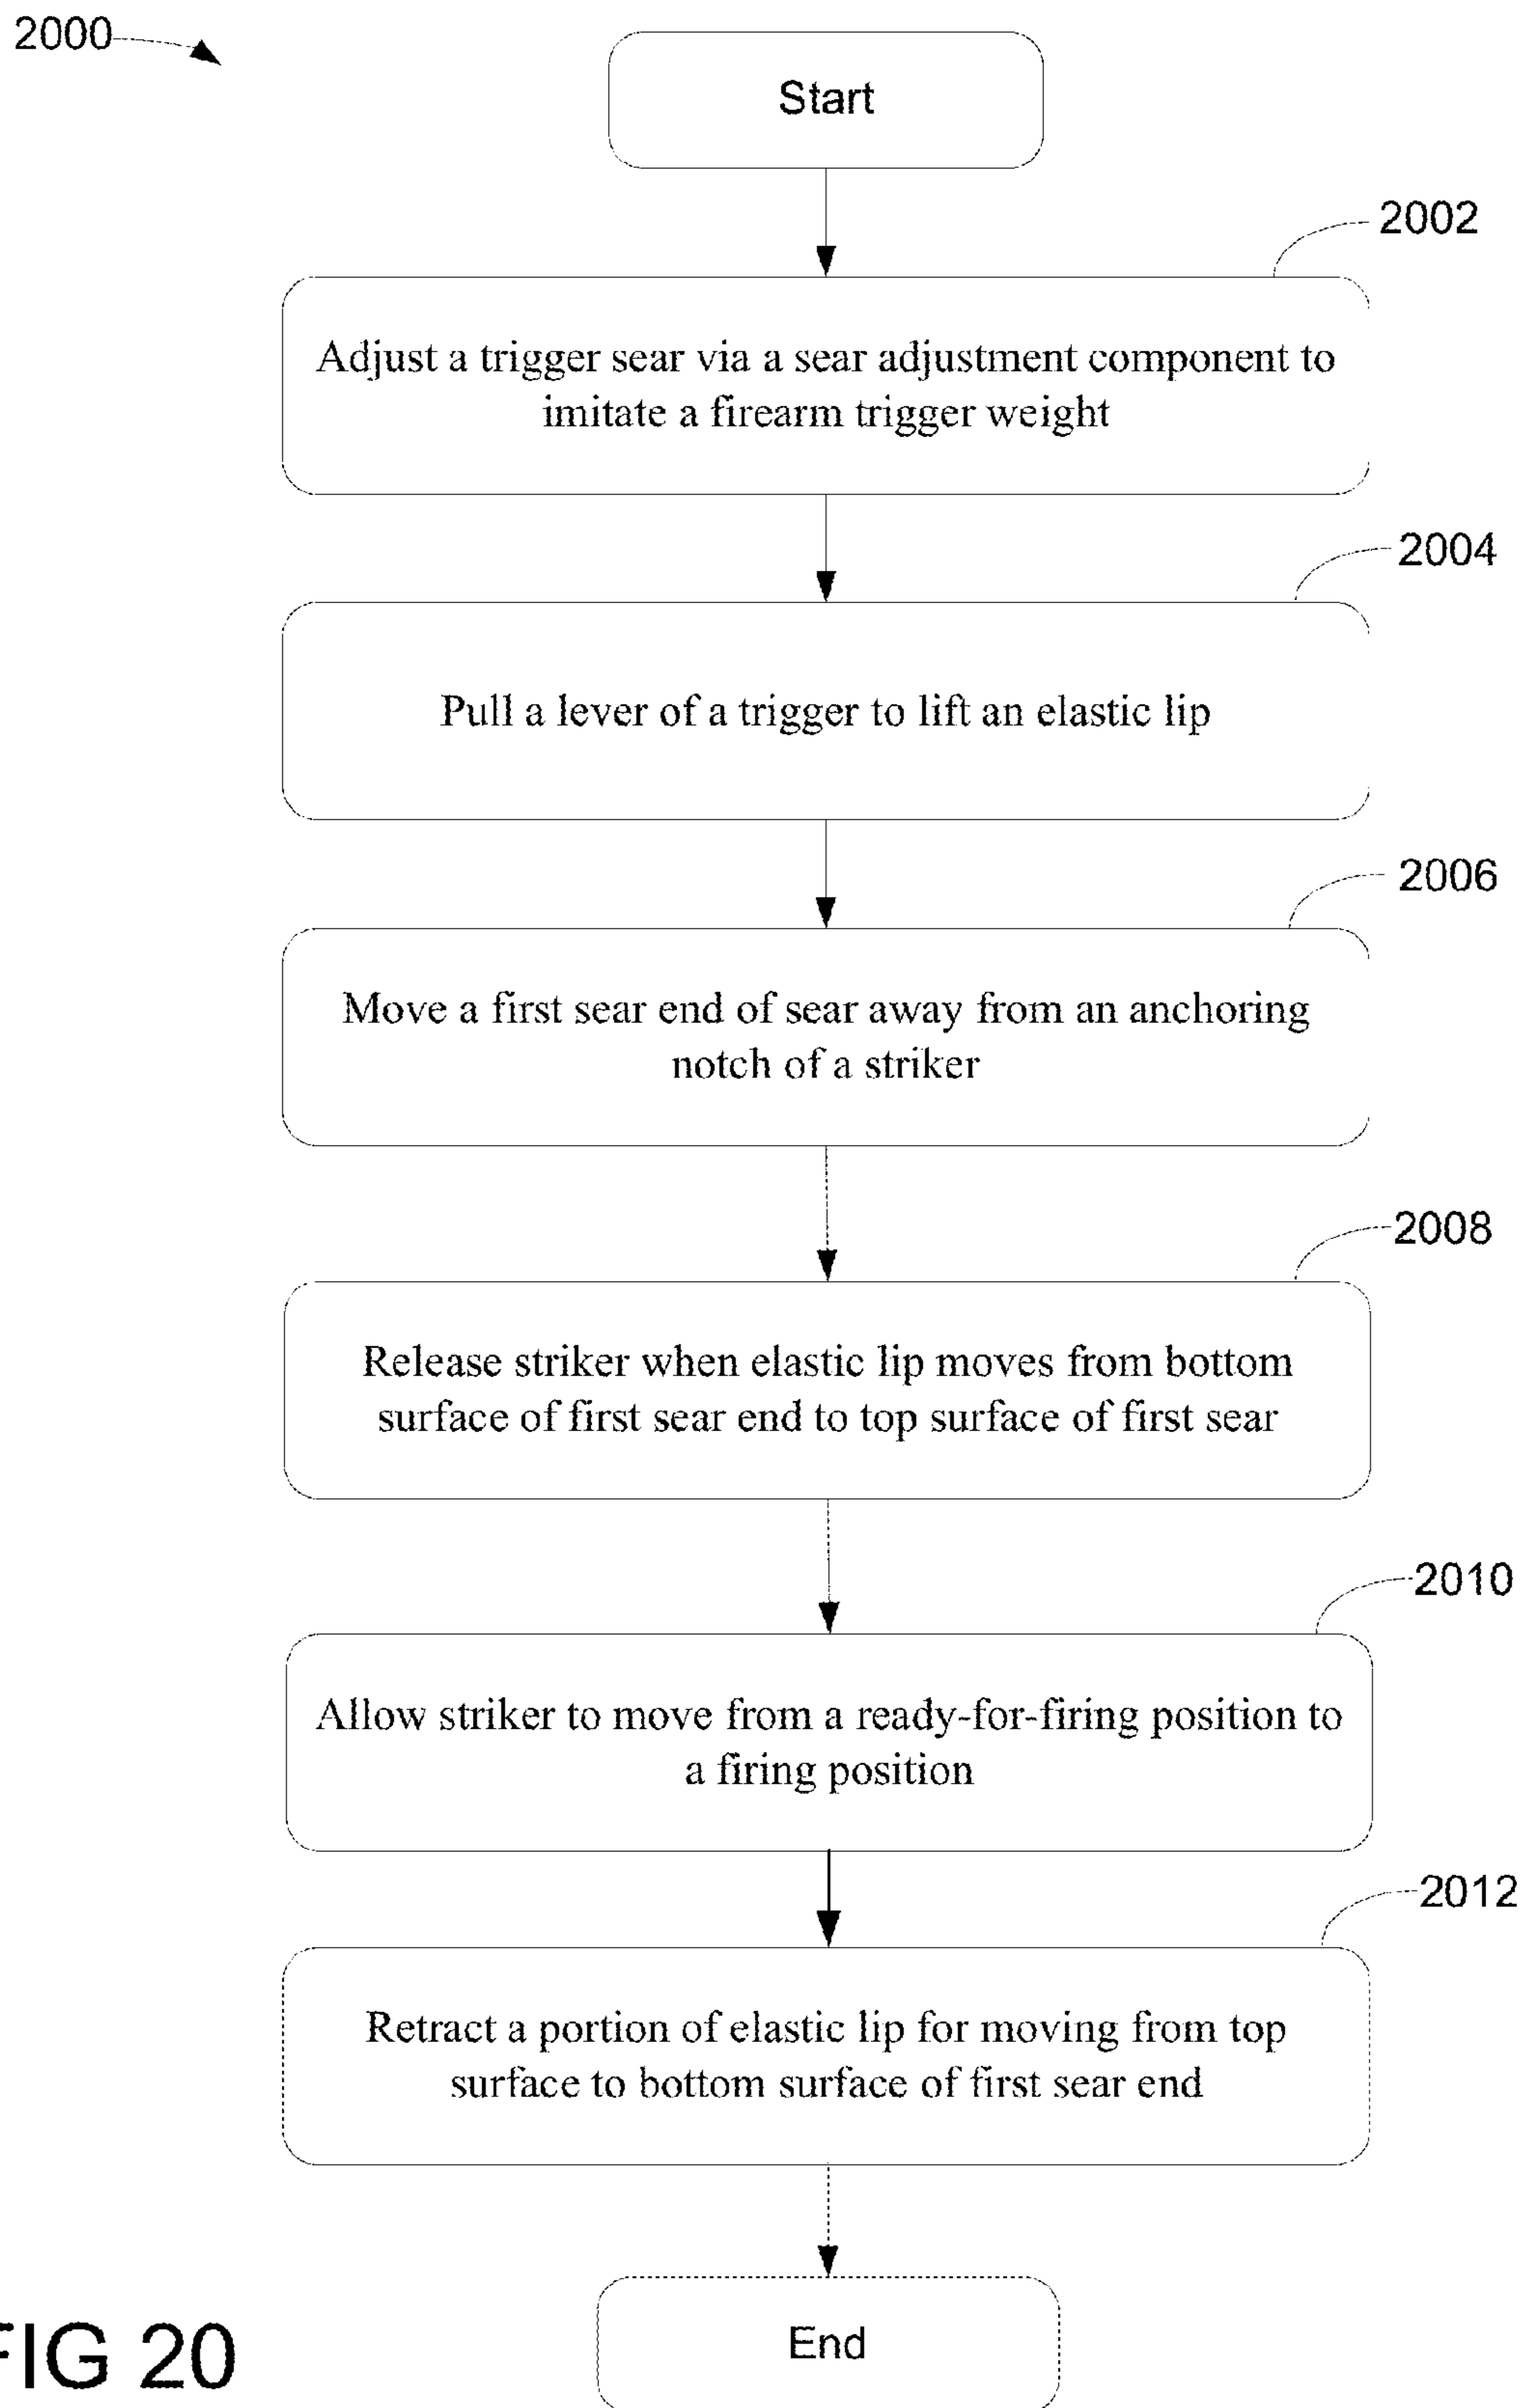 2000
Start
2002
Adjust a trigger sear via a sear adjustment component to
imitate a firearm trigger weight
2004
Pull a lever of a trigger to lift an elastic lip
2006
Move a first sear end of sear away from an anchoring
notch of a striker
2008
Release striker when elastic lip moves from bottom
surface of first sear end to top surface of first sear
2010
Allow striker to move from a ready-for-firing position to
a firing position
2012
Retract a portion of elastic lip for moving from top
surface to bottom surface of first sear end
End
FIG 20